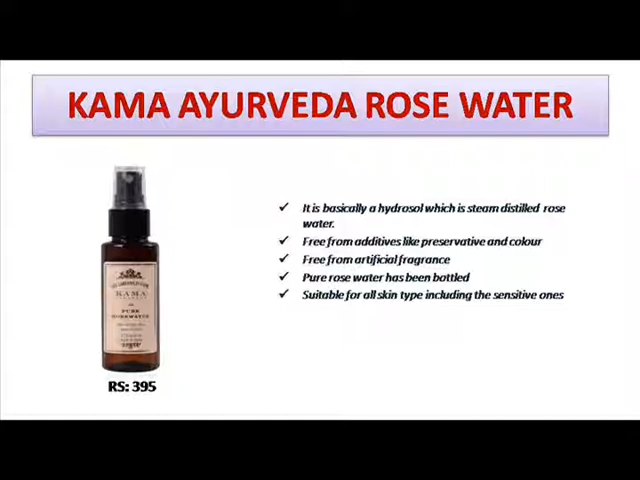 KAMA AYURVEDA ROSE WATER
It is basically a hydrosol which is steam distilled rose
water.
Free from additives like preservative and colour
Free from artificial fragrance
Pure rose water has been bottled
Suitable for all skin type including the sensitive ones
KAMA
PURE
ROSEWATER
RS: 395